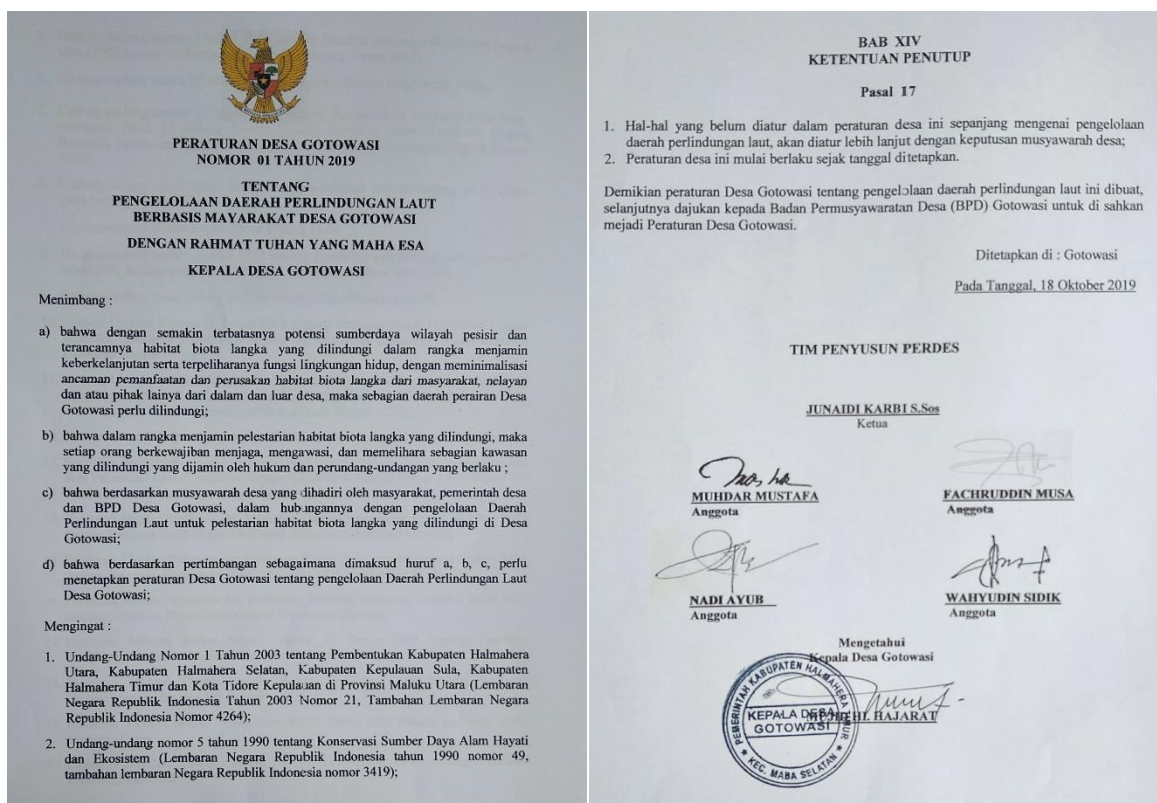 PERATURAN DESA GOTOWASI
NOMOR 01 TAHUN 2019
TENTANG
PENGELOLAAN DAERAH PERLINDUNGAN LAUT
BERBASIS MAYARAKAT DESA GOTOWASI
DENGAN RAHMAT TUHAN YANG MAHA ESA
KEPALA DESA GOTOWASI
Menimbang :
a) bahwa dengan semakin terbatasnya potensi sumberdaya wilayah pesisir dan
terancamnya habitat biota langka yang dilindungi dalam rangka menjamin
keberkelanjutan serta terpeliharanya fungsi lingkungan hidup, dengan meminimalisasi
ancaman pemanfaatan dan perusakan habitat biota langka dari masyarakat, nelayan
dan atau pihak lainya dari dalam dan luar desa, maka sebagian daerah perairan Desa
Gotowasi perlu dilindungi;
b) bahwa dalam rangka menjamin pelestarian habitat biota langka yang dilindungi, maka
setiap orang berkewajiban menjaga, mengawasi, dan memelihara sebagian kawasan
yang dilindungi yang dijamin oleh hukum dan perundang-undangan yang berlaku ;
c) bahwa berdasarkan musyawarah desa yang dihadiri oleh masyarakat, pemerintah desa
dan BPD Desa Gotowasi, dalam hubungannya dengan pengelolaan Daerah
Perlindungan Laut untuk pelestarian habitat biota langka yang dilindungi di Desa
Gotowasi;
d) bahwa berdasarkan pertimbangan sebagaimana dimaksud huruf a, b, c, perlu
menetapkan peraturan Desa Gotowasi tentang pengelolaan Daerah Perlindungan Laut
Desa Gotowasi;
Mengingat :
1. Undang-Undang Nomor 1 Tahun 2003 tentang Pembentukan Kabupaten Halmahera
Utara, Kabupaten Halmahera Selatan, Kabupaten Kepulauan Sula, Kabupaten
Halmahera Timur dan Kota Tidore Kepulauan di Provinsi Maluku Utara (Lembaran
Negara Republik Indonesia Tahun 2003 Nomor 21, Tambahan Lembaran Negara
Republik Indonesia Nomor 4264);
2. Undang-undang nomor 5 tahun 1990 tentang Konservasi Sumber Daya Alam Hayati
dan Ekosistem (Lembaran Negara Republik Indonesia tahun 1990 nomor 49,
tambahan lembaran Negara Republik Indonesia nomor 3419);
BAB XIV
KETENTUAN PENUTUP
Pasal 17
1. Hal-hal yang belum diatur dalam peraturan desa ini sepanjang mengenai pengelolaan
daerah perlindungan laut, akan diatur lebih lanjut dengan keputusan musyawarah desa;
2. Peraturan desa ini mulai berlaku sejak tanggal ditetapkan.
Demikian peraturan Desa Gotowasi tentang pengelolaan daerah perlindungan laut ini dibuat,
selanjutnya dajukan kepada Badan Permusyawaratan Desa (BPD) Gotowasi untuk di sahkan
mejadi Peraturan Desa Gotowasi.
Ditetapkan di : Gotowasi
Pada Tanggal, 18 Oktober 2019
TIM PENYUSUN PERDES
JUNAIDI KARBI S.Sos
Ketua
MUHDAR MUSTAFA
Anggota
FACHRUDDIN MUSA
Anggota
NADI AYUB
Anggota
WAHYUDIN SIDIK
Anggota
Mengetahui
Kepala Desa Gotowasi
HAJARAT
PEMERINTAH KABUPATEN HALMAHERA TIMUR
KEPALA DESA
GOTOWASI
KEC. MABA SELATAN